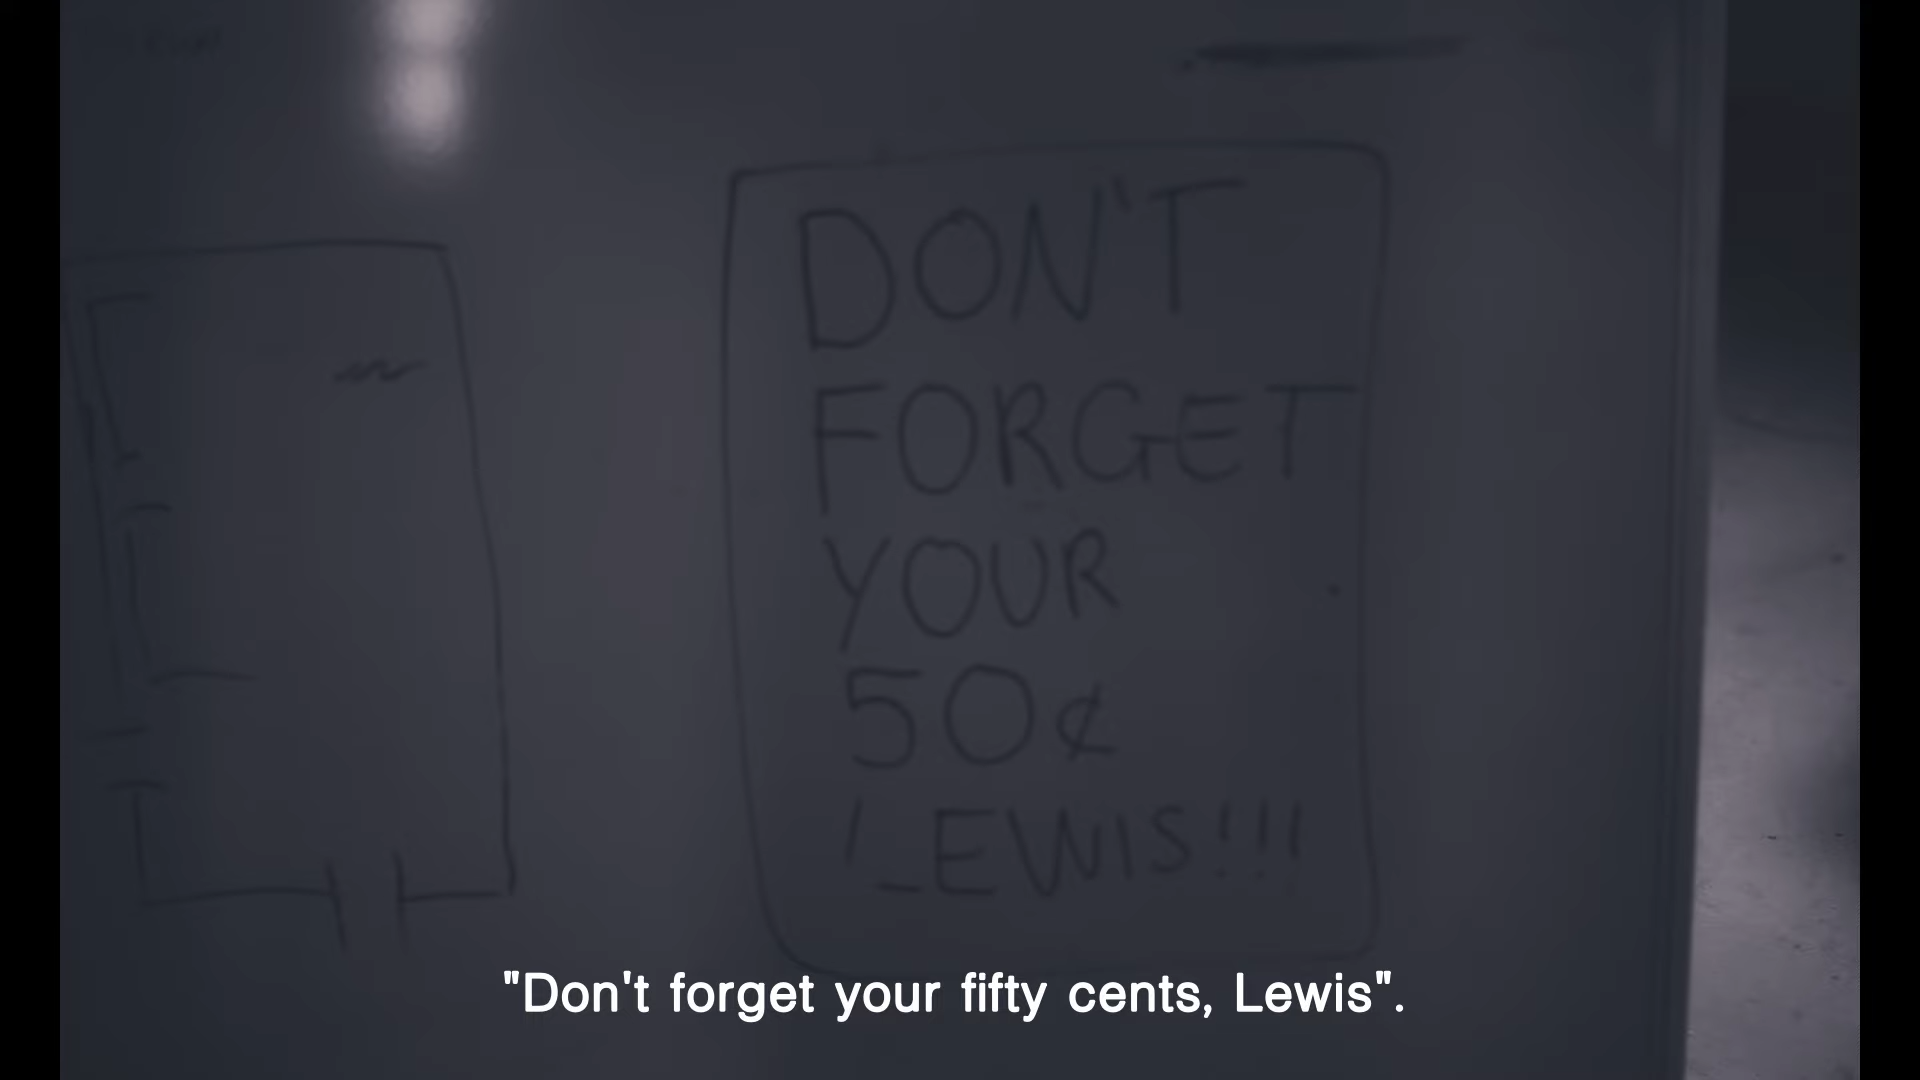 DON'T
FORGET
YOUR
50¢
LEWIS!!!
"Don't forget your fifty cents, Lewis".